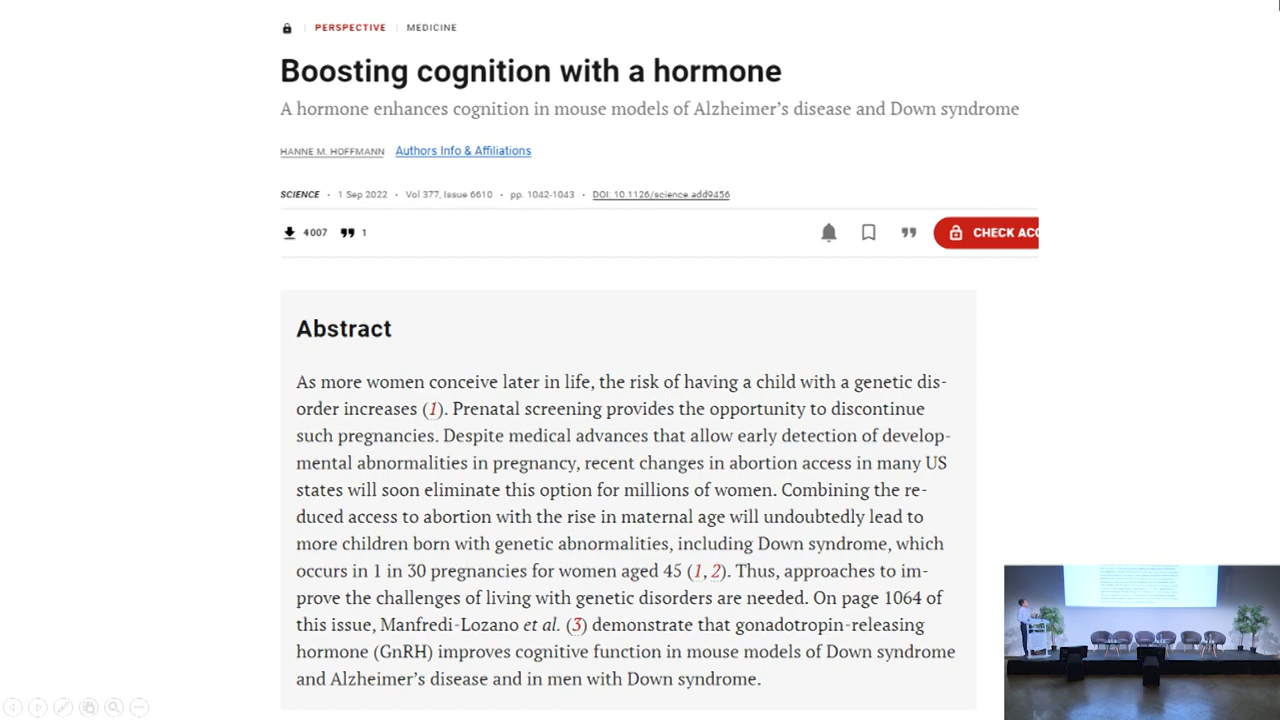 PERSPECTIVE MEDICINE
Boosting cognition with a hormone
A hormone enhances cognition in mouse models of Alzheimer's disease and Down syndrome
HANNE M. HOFFMANN Authors Info & Affiliations
SCIENCE · 1 Sep 2022 · Vol 377, Issue 6610 · pp. 1042-1043 · DOI: 10.1126/science.add9456
4007 1
CHECK ACC
Abstract
As more women conceive later in life, the risk of having a child with a genetic dis-
order increases (1). Prenatal screening provides the opportunity to discontinue
such pregnancies. Despite medical advances that allow early detection of develop-
mental abnormalities in pregnancy, recent changes in abortion access in many US
states will soon eliminate this option for millions of women. Combining the re-
duced access to abortion with the rise in maternal age will undoubtedly lead to
more children born with genetic abnormalities, including Down syndrome, which
occurs in 1 in 30 pregnancies for women aged 45 (1, 2). Thus, approaches to im-
prove the challenges of living with genetic disorders are needed. On page 1064 of
this issue, Manfredi-Lozano et al. (3) demonstrate that gonadotropin-releasing
hormone (GnRH) improves cognitive function in mouse models of Down syndrome
and Alzheimer's disease and in men with Down syndrome.